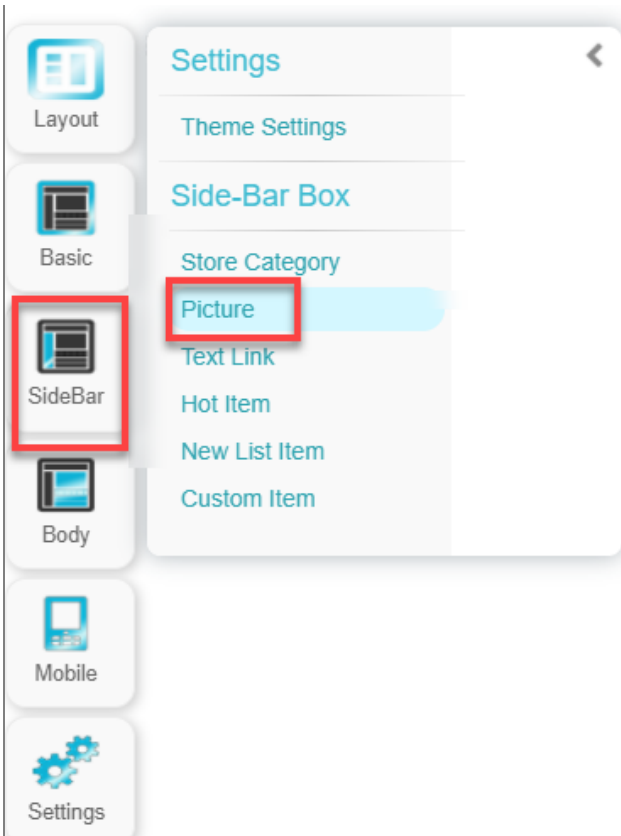 Layout
Basic
SideBar
Body
Mobile
Settings
Settings
Theme Settings
Side-Bar Box
Store Category
Picture
Text Link
Hot Item
New List Item
Custom Item